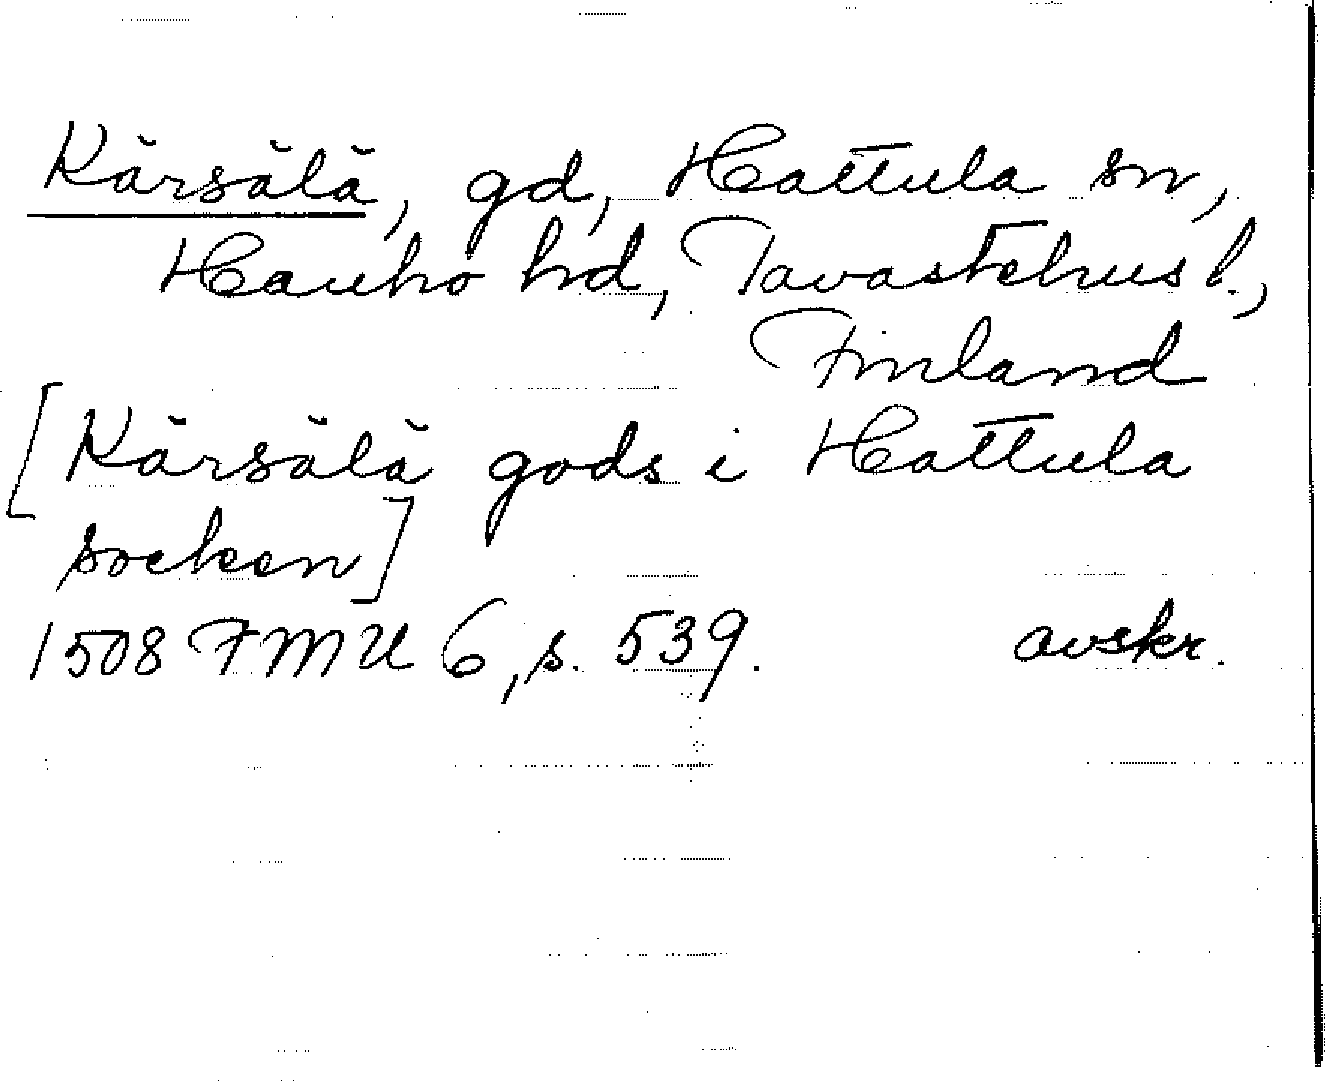 Kärsälä, gd, Hattula sn,
Hauho hd, Tavastehus l.,
Finland
[Kärsälä gods i Hattula
socken]
1508 FMU 6, s. 539. avskr.